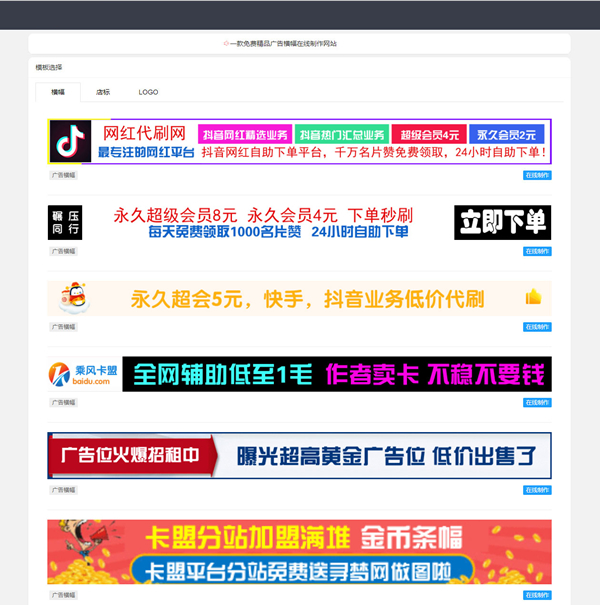 一款免费精品广告横幅在线制作网站
模板选择
横幅 店标 LOGO
网红代刷网 抖音网红精选业务 抖音热门汇总业务 超级会员4元 永久会员2元
最专注的网红平台 抖音网红自助下单平台，千万名片赞免费领取，24小时自助下单！
广告横幅 在线制作
碾压 永久超级会员8元 永久会员4元 下单秒刷 立即下单
同行 每天免费领取1000名片赞 24小时自助下单
广告横幅 在线制作
永久超会5元，快手，抖音业务低价代刷
广告横幅 在线制作
乘风卡盟 全网辅助低至1毛 作者卖卡 不稳不要钱
baidu.com
广告横幅 在线制作
广告位火爆招租中 曝光超高黄金广告位 低价出售了
广告横幅 在线制作
卡盟分站加盟满堆 金币条幅
卡盟平台分站免费送寻梦网做图啦
广告横幅 在线制作